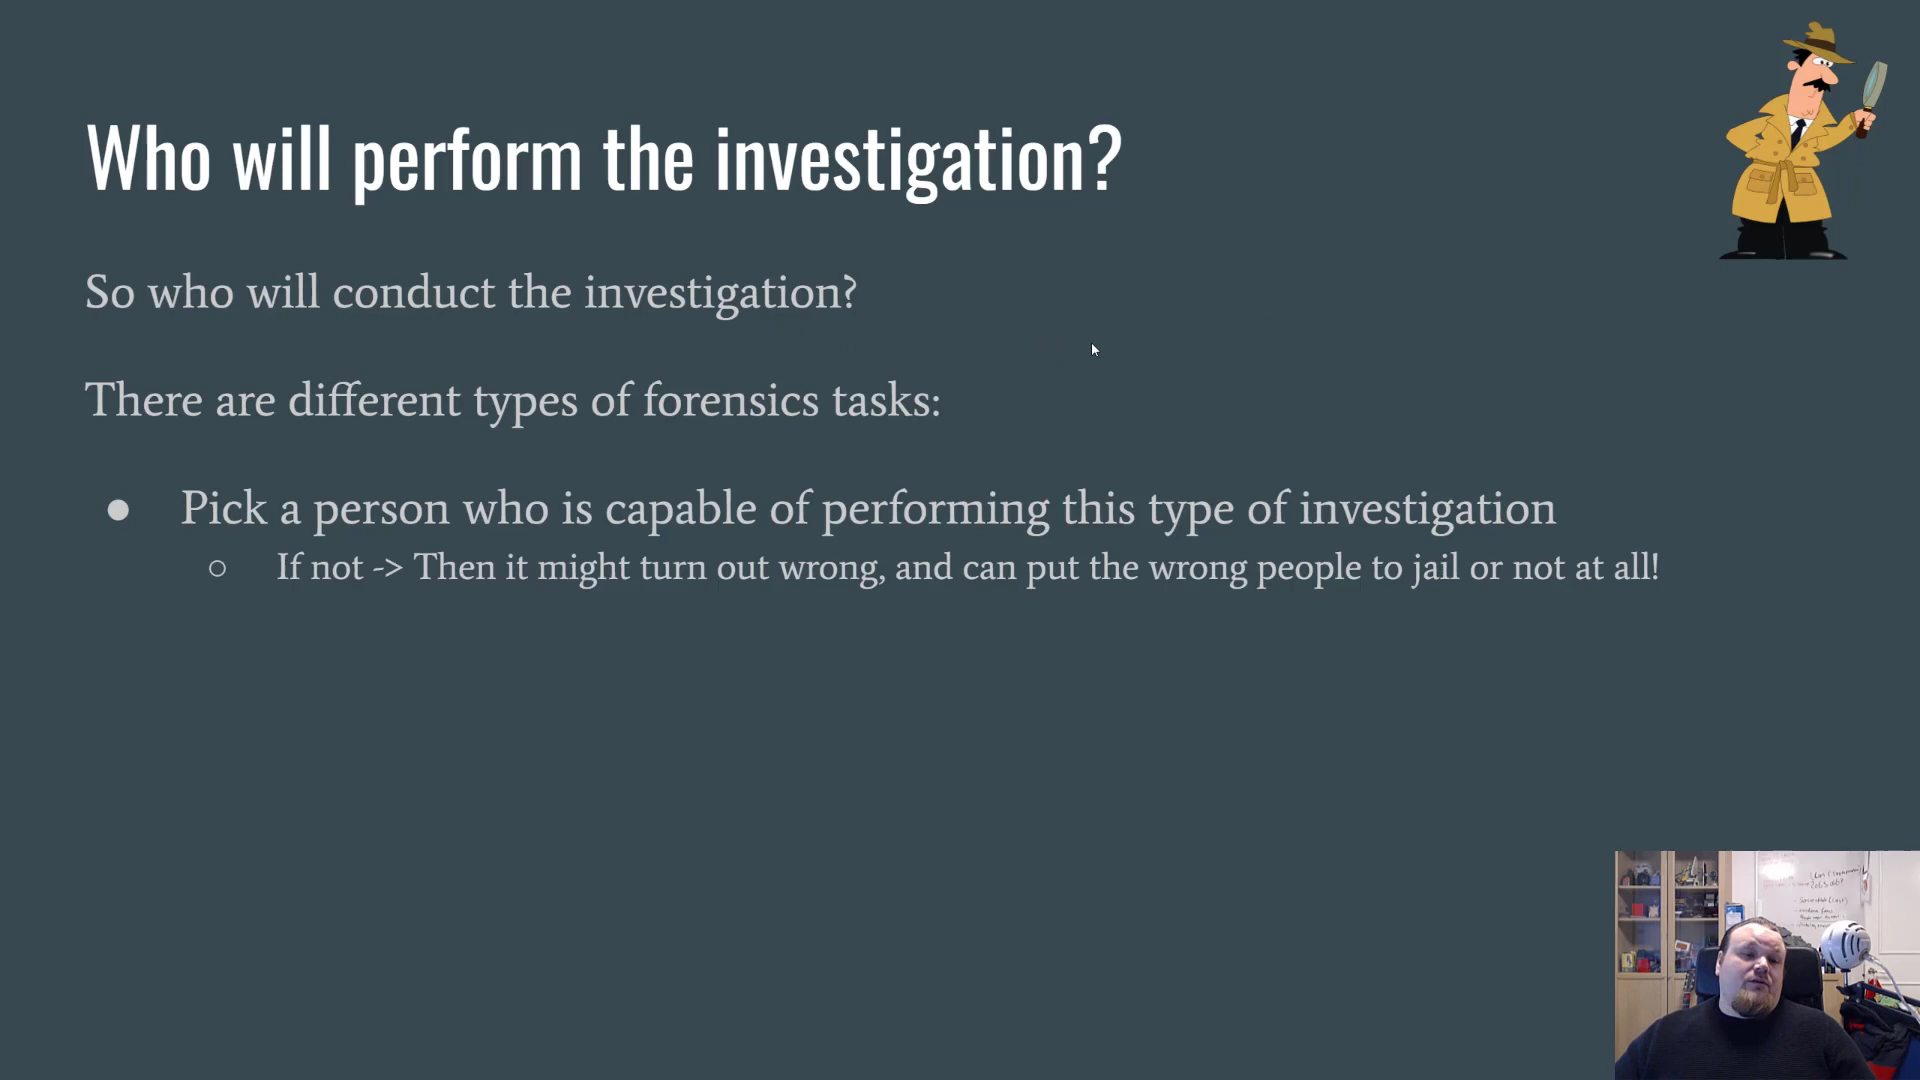 Who will perform the investigation?
So who will conduct the investigation?
There are different types of forensics tasks:
● Pick a person who is capable of performing this type of investigation
○ If not -> Then it might turn out wrong, and can put the wrong people to jail or not at all!